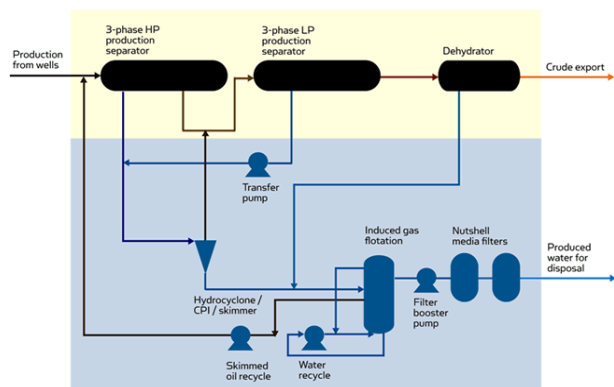 3-phase HP
production
separator
3-phase LP
production
separator
Dehydrator
Production
from wells
Crude export
Transfer
pump
Induced gas
flotation
Nutshell
media filters
Produced
water for
disposal
Hydrocyclone /
CPI / skimmer
Filter
booster
pump
Skimmed
oil recycle
Water
recycle